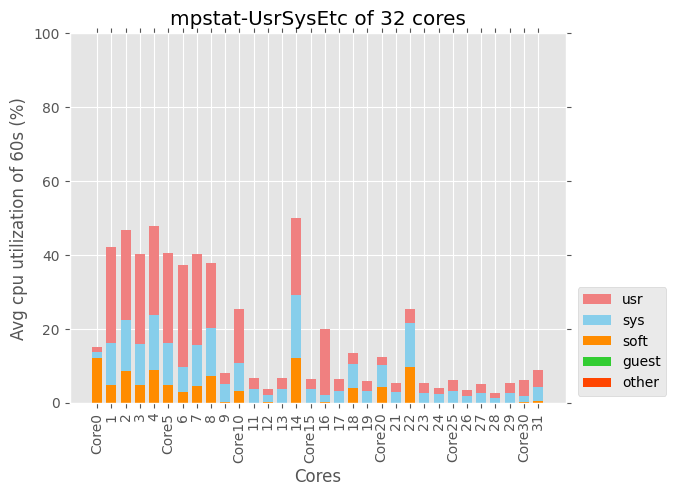 mpstat-UsrSysEtc of 32 cores
Avg cpu utilization of 60s (%)
100
80
60
40
20
0
Core0
1
2
3
4
Core5
6
7
8
9
Core10
11
12
13
14
Core15
16
17
18
19
Core20
21
22
23
24
Core25
26
27
28
29
Core30
31
Cores
usr
sys
soft
guest
other